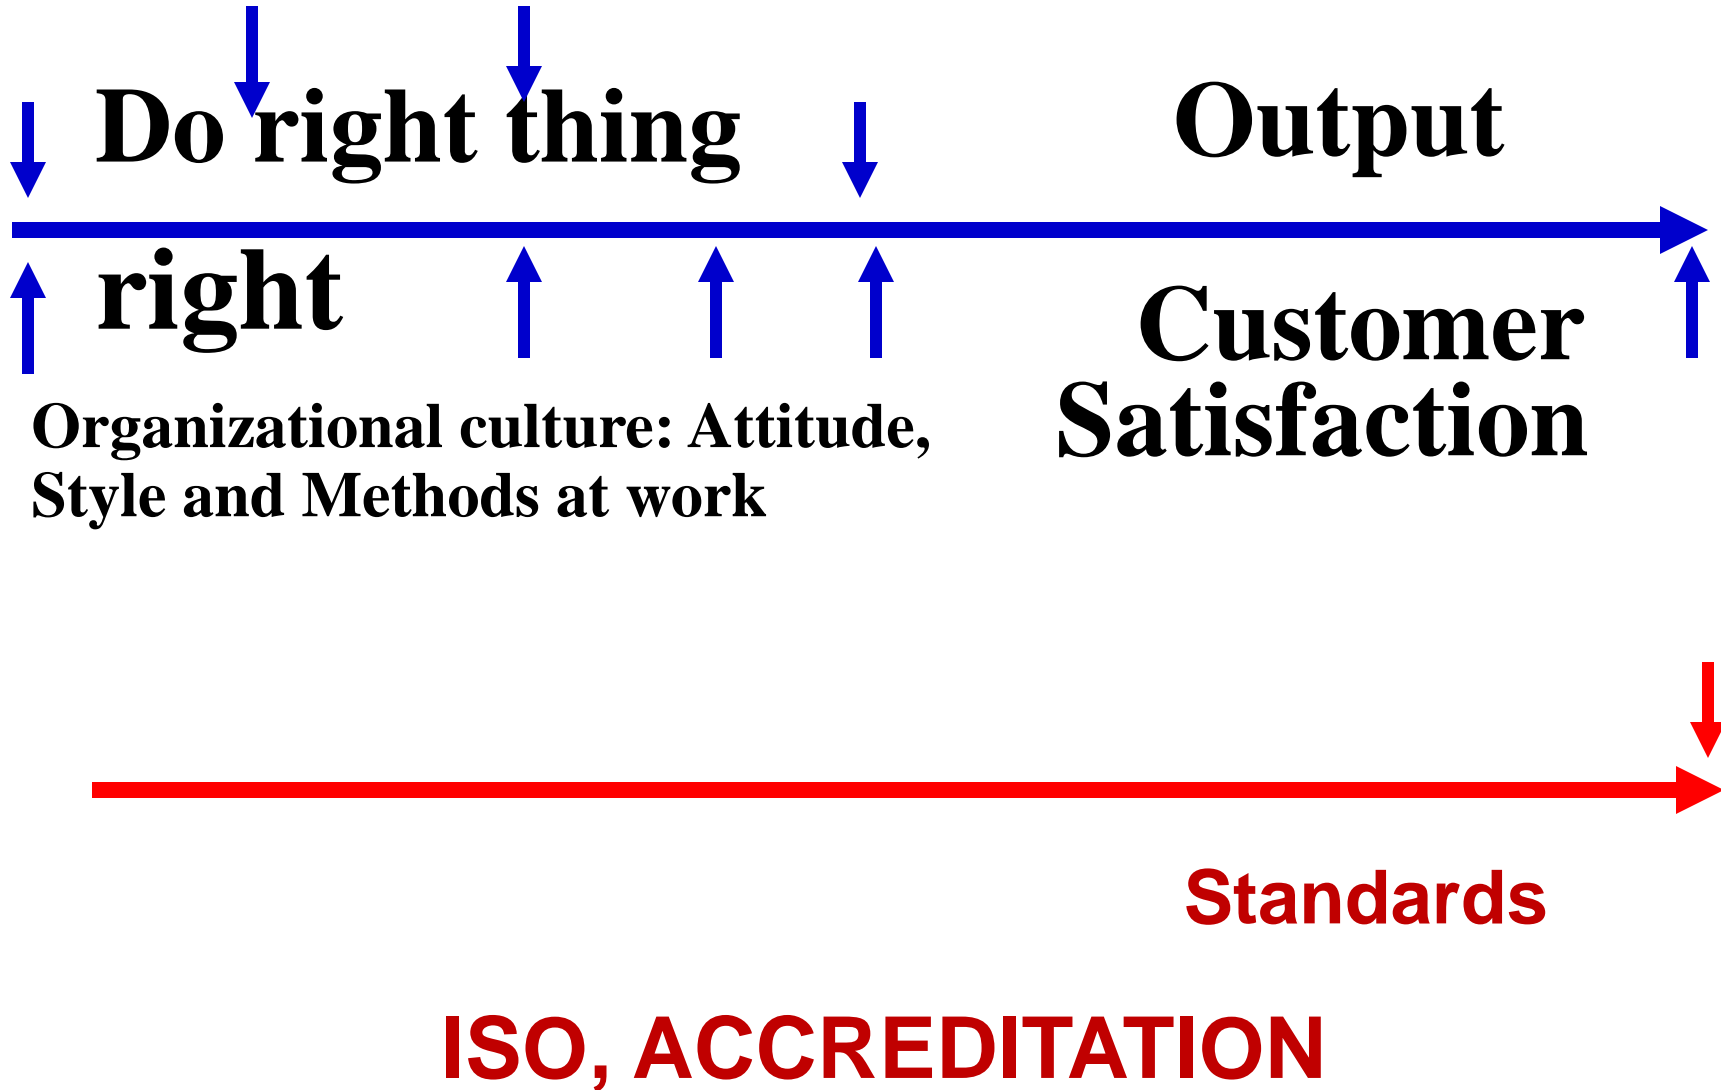 Do right thing
right
Organizational culture: Attitude,
Style and Methods at work
Output
Customer
Satisfaction
Standards
ISO, ACCREDITATION